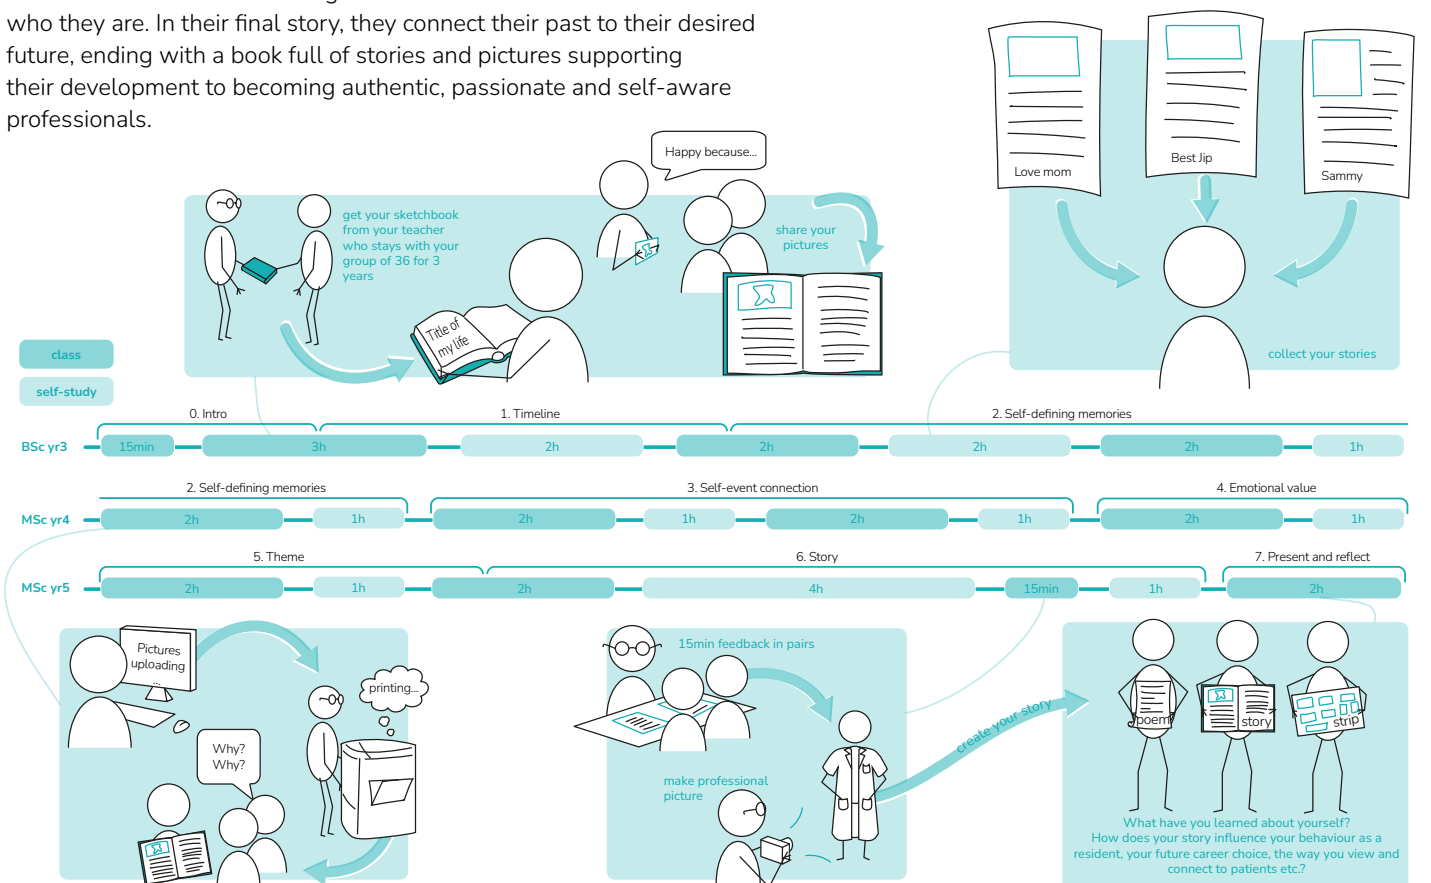 who they are. In their final story, they connect their past to their desired
future, ending with a book full of stories and pictures supporting
their development to becoming authentic, passionate and self-aware
professionals.
Happy because...
get your sketchbook
from your teacher
who stays with your
group of 36 for 3
years
share your
pictures
Title of
my life
Love mom
Best Jip
Sammy
collect your stories
class
self-study
0. Intro
1. Timeline
2. Self-defining memories
BSc yr3
15min
3h
2h
2h
2h
2h
1h
2. Self-defining memories
3. Self-event connection
4. Emotional value
MSc yr4
2h
1h
2h
1h
2h
1h
2h
1h
5. Theme
6. Story
7. Present and reflect
MSc yr5
2h
1h
2h
4h
15min
1h
2h
Pictures
uploading
...
printing...
Why?
Why?
15min feedback in pairs
make professional
picture
create your story
poem
story
strip
What have you learned about yourself?
How does your story influence your behaviour as a
resident, your future career choice, the way you view and
connect to patients etc.?